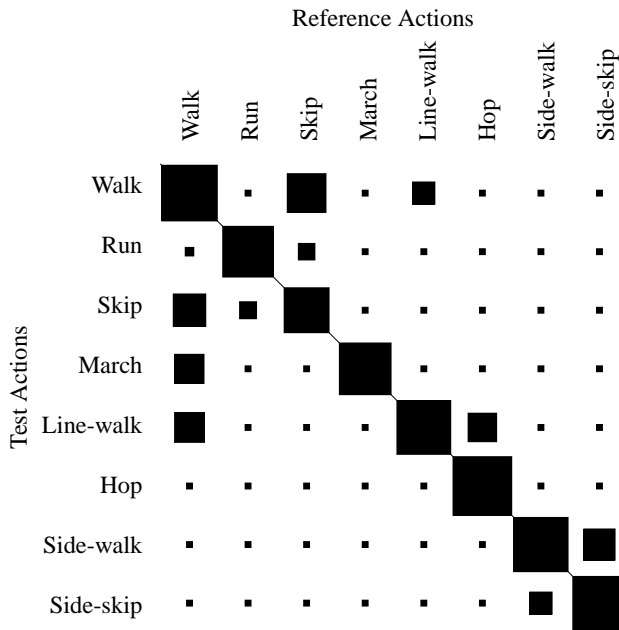 Reference Actions
Walk
Run
Skip
March
Line-walk
Hop
Side-walk
Side-skip
Test Actions
Walk
Run
Skip
March
Line-walk
Hop
Side-walk
Side-skip